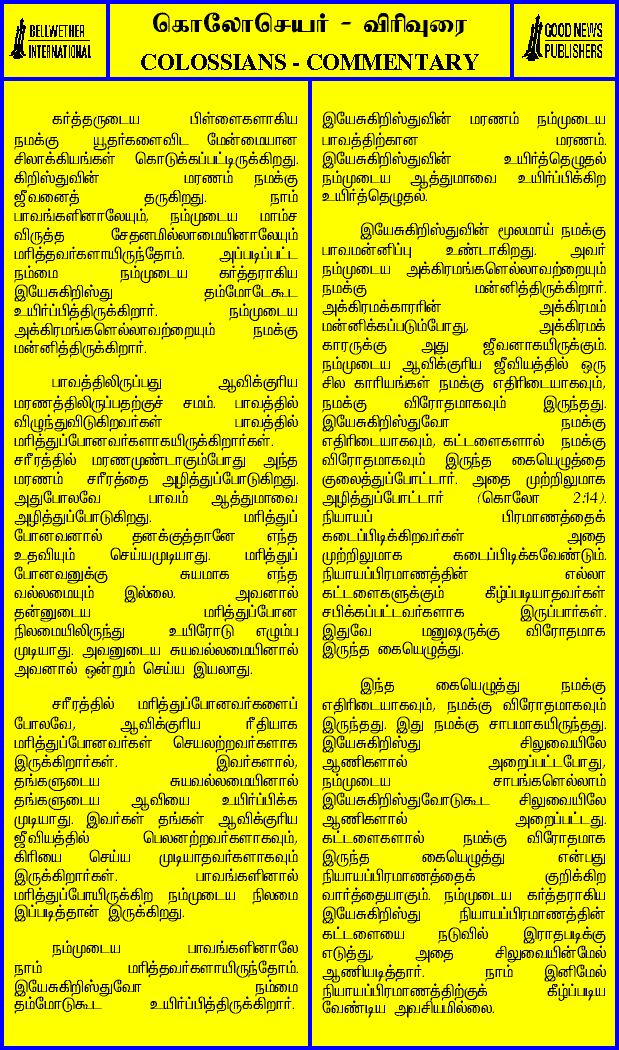 BELLWETHER
INTERNATIONAL
கொலோசெயர் - விரிவுரை
COLOSSIANS - COMMENTARY
GOOD NEWS
PUBLISHERS
கர்த்தருடைய பிள்ளைகளாகிய
நமக்கு யூதர்களைவிட மேன்மையான
சிலாக்கியங்கள் கொடுக்கப்பட்டிருக்கிறது.
கிறிஸ்துவின் மரணம் நமக்கு
ஜீவனைத் தருகிறது. நாம்
பாவங்களினாலேயும், நம்முடைய மாம்ச
விருத்த சேதனமில்லாமையினாலேயும்
மரித்தவர்களாயிருந்தோம். அப்படிப்பட்ட
நம்மை நம்முடைய கர்த்தராகிய
இயேசுகிறிஸ்து தம்மோடேகூட
உயிர்ப்பித்திருக்கிறார். நம்முடைய
அக்கிரமங்களெல்லாவற்றையும் நமக்கு
மன்னித்திருக்கிறார்.
பாவத்திலிருப்பது ஆவிக்குரிய
மரணத்திலிருப்பதற்குச் சமம். பாவத்தில்
விழுந்துவிடுகிறவர்கள் பாவத்தில்
மரித்துப்போனவர்களாகயிருக்கிறார்கள்.
சரீரத்தில் மரணமுண்டாகும்போது அந்த
மரணம் சரீரத்தை அழித்துப்போடுகிறது.
அதுபோலவே பாவம் ஆத்துமாவை
அழித்துப்போடுகிறது. மரித்துப்
போனவனால் தனக்குத்தானே எந்த
உதவியும் செய்யமுடியாது. மரித்துப்
போனவனுக்கு சுயமாக எந்த
வல்லமையும் இல்லை. அவனால்
தன்னுடைய மரித்துப்போன
நிலமையிலிருந்து உயிரோடு எழும்ப
முடியாது. அவனுடைய சுயவல்லமையினால்
அவனால் ஒன்றும் செய்ய இயலாது.
சரீரத்தில் மரித்துப்போனவர்களைப்
போலவே, ஆவிக்குரிய ரீதியாக
மரித்துப்போனவர்கள் செயலற்றவர்களாக
இருக்கிறார்கள். இவர்களால்,
தங்களுடைய சுயவல்லமையினால்
தங்களுடைய ஆவியை உயிர்ப்பிக்க
முடியாது. இவர்கள் தங்கள் ஆவிக்குரிய
ஜீவியத்தில் பெலனற்றவர்களாகவும்,
கிரியை செய்ய முடியாதவர்களாகவும்
இருக்கிறார்கள். பாவங்களினால்
மரித்துப்போயிருக்கிற நம்முடைய நிலமை
இப்படித்தான் இருக்கிறது.
நம்முடைய பாவங்களினாலே
நாம் மரித்தவர்களாயிருந்தோம்.
இயேசுகிறிஸ்துவோ நம்மை
தம்மோடுகூட உயிர்ப்பித்திருக்கிறார்.
இயேசுகிறிஸ்துவின் மரணம் நம்முடைய
பாவத்திற்கான மரணம்.
இயேசுகிறிஸ்துவின் உயிர்த்தெழுதல்
நம்முடைய ஆத்துமாவை உயிர்ப்பிக்கிற
உயிர்த்தெழுதல்.
இயேசுகிறிஸ்துவின் மூலமாய் நமக்கு
பாவமன்னிப்பு உண்டாகிறது. அவர்
நம்முடைய அக்கிரமங்களெல்லாவற்றையும்
நமக்கு மன்னித்திருக்கிறார்.
அக்கிரமக்காரரின் அக்கிரமம்
மன்னிக்கப்படும்போது, அக்கிரமக்
காரருக்கு அது ஜீவனாகயிருக்கும்.
நம்முடைய ஆவிக்குரிய ஜீவியத்தில் ஒரு
சில காரியங்கள் நமக்கு எதிரிடையாகவும்,
நமக்கு விரோதமாகவும் இருந்தது.
இயேசுகிறிஸ்துவோ நமக்கு
எதிரிடையாகவும், கட்டளைகளால் நமக்கு
விரோதமாகவும் இருந்த கையெழுத்தை
குலைத்துப்போட்டார். அதை முற்றிலுமாக
அழித்துப்போட்டார் (கொலோ 2:14).
நியாயப் பிரமாணத்தைக்
கடைப்பிடிக்கிறவர்கள் அதை
முற்றிலுமாக கடைப்பிடிக்கவேண்டும்.
நியாயப்பிரமாணத்தின் எல்லா
கட்டளைகளுக்கும் கீழ்ப்படியாதவர்கள்
சபிக்கப்பட்டவர்களாக இருப்பார்கள்.
இதுவே மனுஷருக்கு விரோதமாக
இருந்த கையெழுத்து.
இந்த கையெழுத்து நமக்கு
எதிரிடையாகவும், நமக்கு விரோதமாகவும்
இருந்தது. இது நமக்கு சாபமாகயிருந்தது.
இயேசுகிறிஸ்து சிலுவையிலே
ஆணிகளால் அறைப்பட்டபோது,
நம்முடைய சாபங்களெல்லாம்
இயேசுகிறிஸ்துவோடுகூட சிலுவையிலே
ஆணிகளால் அறைப்பட்டது.
கட்டளைகளால் நமக்கு விரோதமாக
இருந்த கையெழுத்து என்பது
நியாயப்பிரமாணத்தைக் குறிக்கிற
வார்த்தையாகும். நம்முடைய கர்த்தராகிய
இயேசுகிறிஸ்து நியாயப்பிரமாணத்தின்
கட்டளையை நடுவில் இராதபடிக்கு
எடுத்து, அதை சிலுவையின்மேல்
ஆணியடித்தார். நாம் இனிமேல்
நியாயப்பிரமாணத்திற்குக் கீழ்ப்படிய
வேண்டிய அவசியமில்லை.